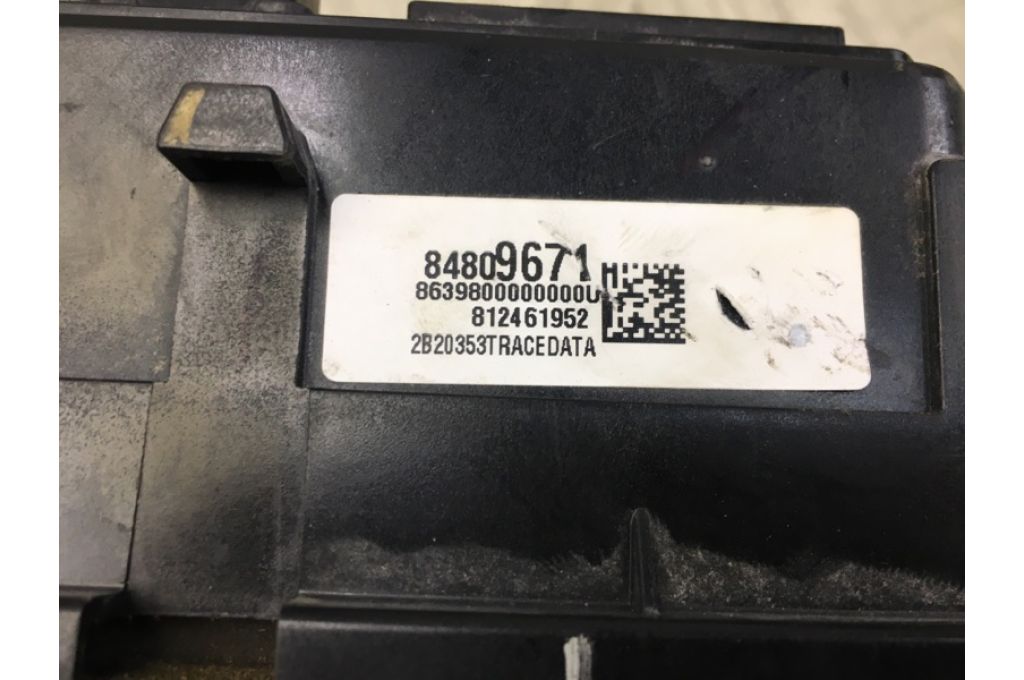 84809671
8639800000000U
812461952
2B20353TRACEDATA